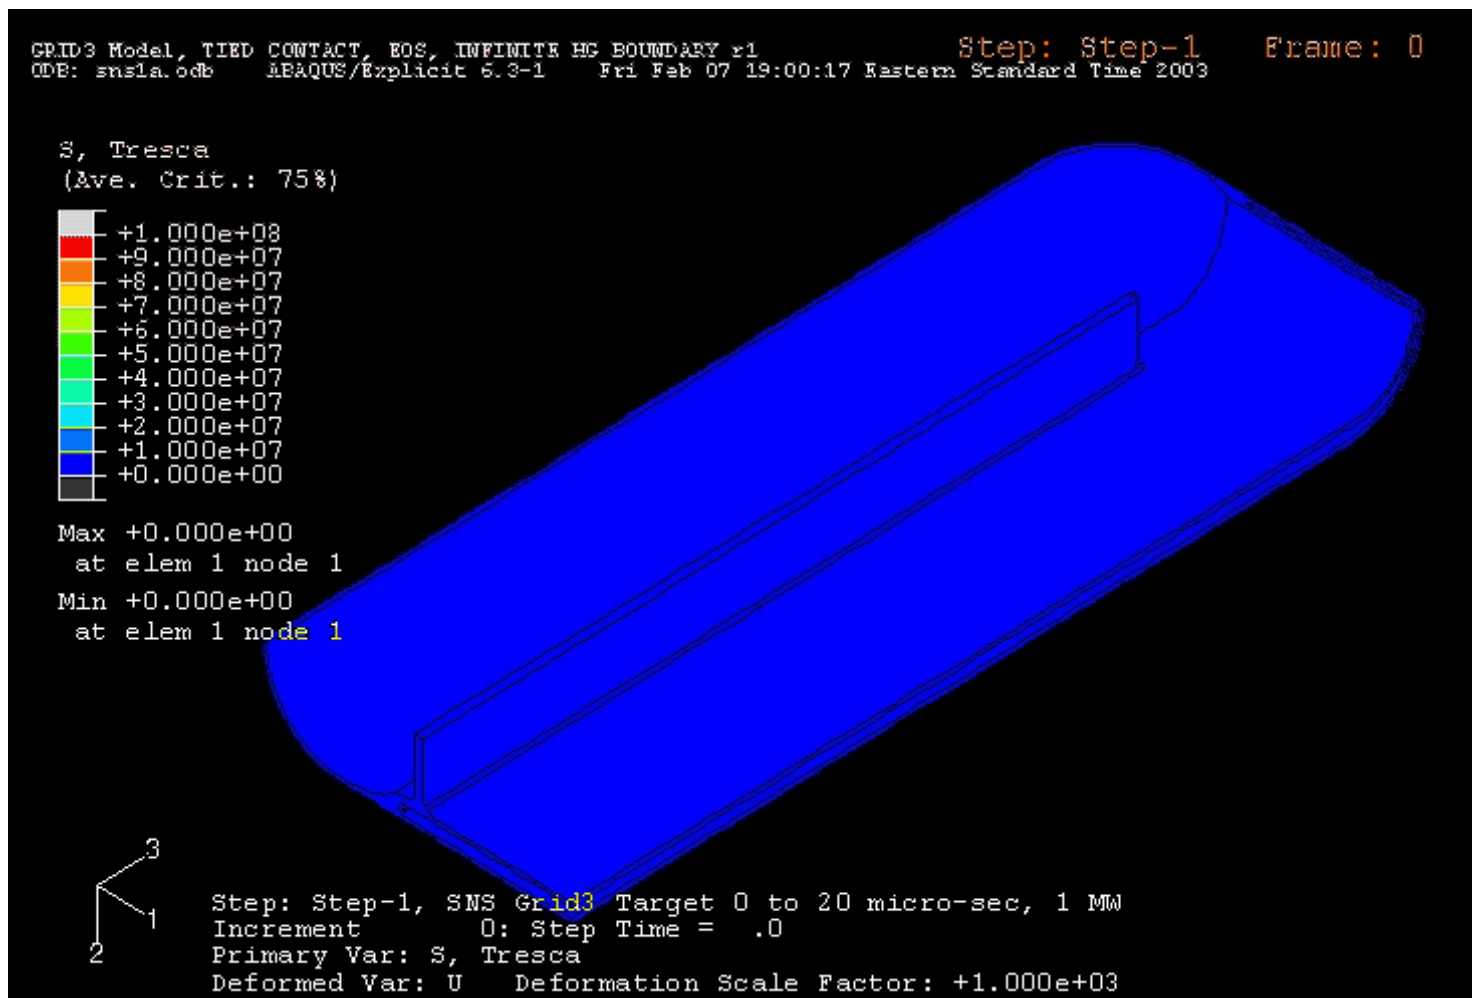 GRID3 Model, TIED CONTACT, EOS, INFINITE HG BOUNDARY r1
Step: Step-1 Frame: 0
ODB: sns1a.odb ABAQUS/Explicit 6.3-1 Fri Feb 07 19:00:17 Eastern Standard Time 2003
S, Tresca
(Ave. Crit.: 75%)
+1.000e+08
+9.000e+07
+8.000e+07
+7.000e+07
+6.000e+07
+5.000e+07
+4.000e+07
+3.000e+07
+2.000e+07
+1.000e+07
+0.000e+00
Max +0.000e+00
at elem 1 node 1
Min +0.000e+00
at elem 1 node 1
3
1
2
Step: Step-1, SNS Grid3 Target 0 to 20 micro-sec, 1 MW
Increment 0: Step Time = .0
Primary Var: S, Tresca
Deformed Var: U Deformation Scale Factor: +1.000e+03